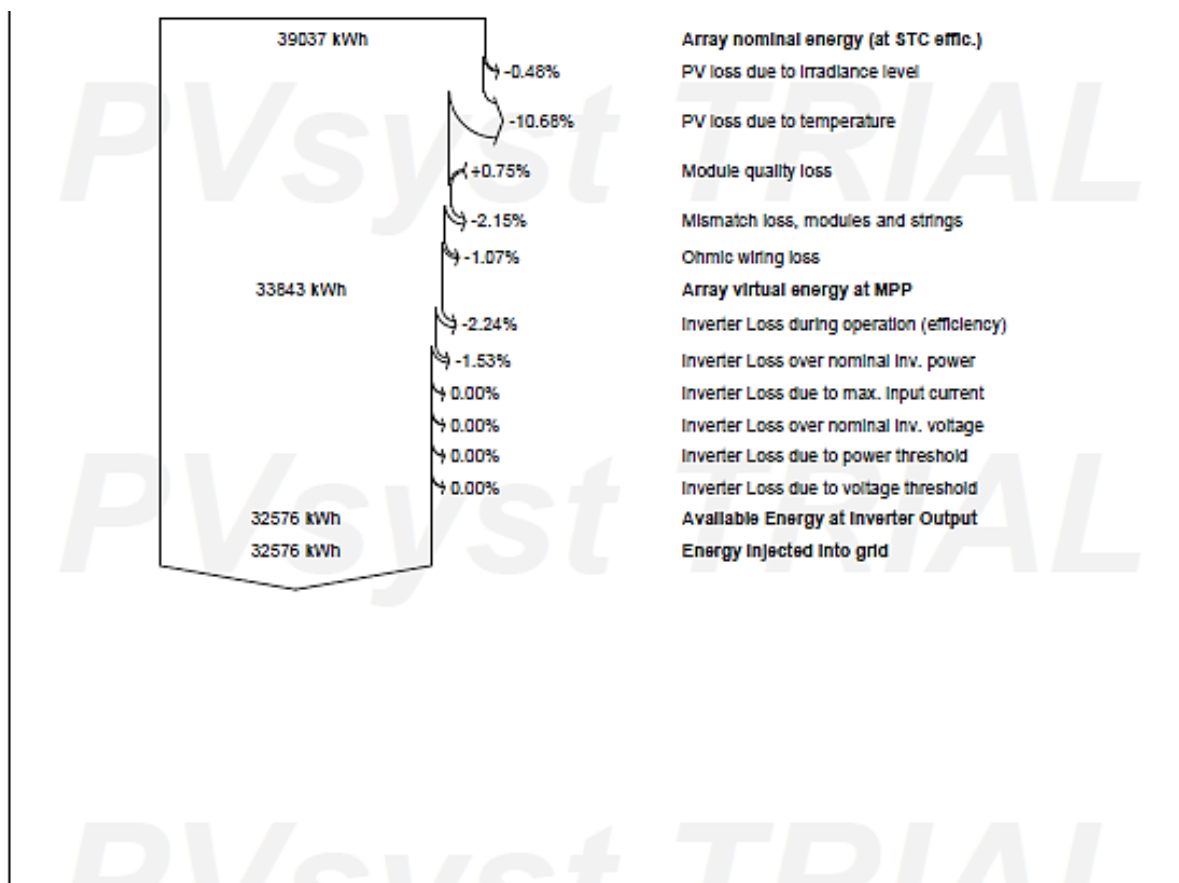 39037 kWh Array nominal energy (at STC effic.)
-0.48% PV loss due to irradiance level
PVsyst TRIAL
-10.68% PV loss due to temperature
+0.75% Module quality loss
-2.15% Mismatch loss, modules and strings
-1.07% Ohmic wiring loss
33843 kWh Array virtual energy at MPP
-2.24% Inverter Loss during operation (efficiency)
-1.53% Inverter Loss over nominal inv. power
0.00% Inverter Loss due to max. input current
0.00% Inverter Loss over nominal inv. voltage
0.00% Inverter Loss due to power threshold
0.00% Inverter Loss due to voltage threshold
PVsyst TRIAL
32576 kWh Available Energy at Inverter Output
32576 kWh Energy injected into grid
PVsyst TRIAL